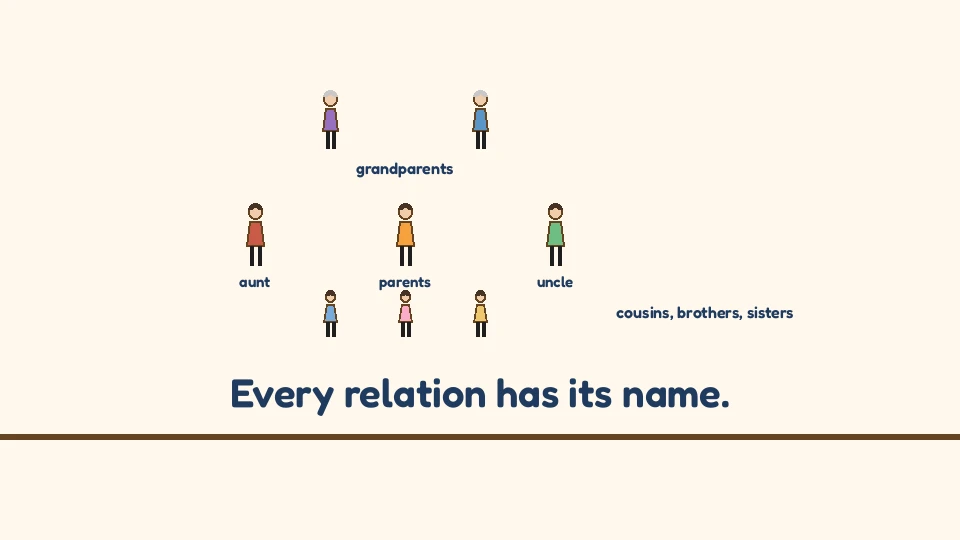 grandparents
aunt
parents
uncle
cousins, brothers, sisters
Every relation has its name.